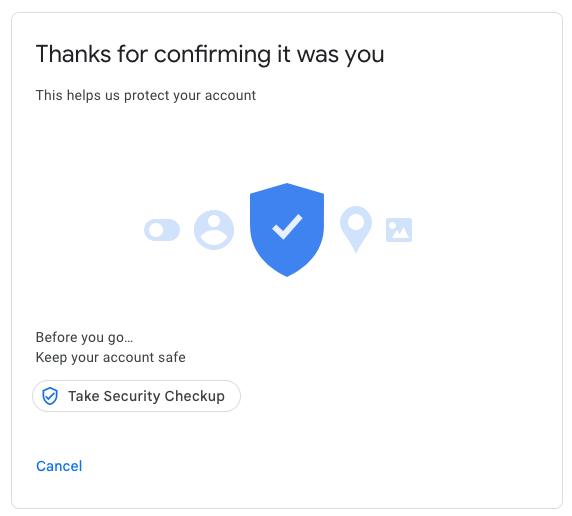 Thanks for confirming it was you
This helps us protect your account
Before you go…
Keep your account safe
Take Security Checkup
Cancel